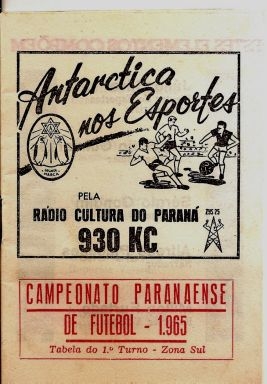 Antarctica
nos Esportes
PELA
RÁDIO CULTURA DO PARANÁ
930 KC
CAMPEONATO PARANAENSE
DE FUTEBOL - 1.965
Tabela do 1.º Turno - Zona Sul